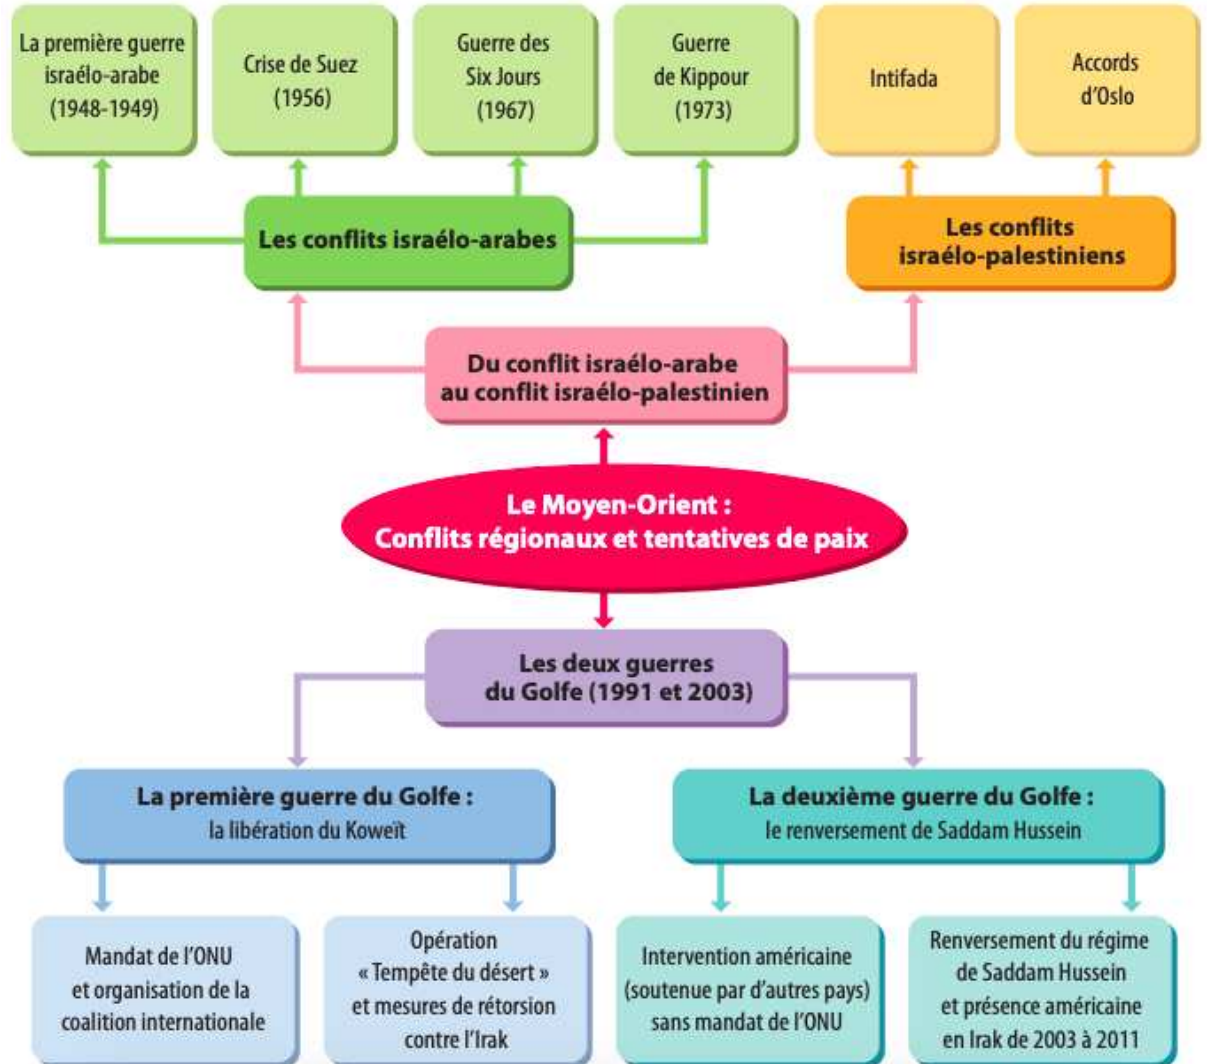 La première guerre
israélo-arabe
(1948-1949)
Crise de Suez
(1956)
Guerre des
Six Jours
(1967)
Guerre
de Kippour
(1973)
Intifada
Accords
d'Oslo
Les conflits israélo-arabes
Les conflits
israélo-palestiniens
Du conflit israélo-arabe
au conflit israélo-palestinien
Le Moyen-Orient :
Conflits régionaux et tentatives de paix
Les deux guerres
du Golfe (1991 et 2003)
La première guerre du Golfe :
la libération du Koweït
La deuxième guerre du Golfe :
le renversement de Saddam Hussein
Mandat de l'ONU
et organisation de la
coalition internationale
Opération
« Tempête du désert »
et mesures de rétorsion
contre l'Irak
Intervention américaine
(soutenue par d'autres pays)
sans mandat de l'ONU
Renversement du régime
de Saddam Hussein
et présence américaine
en Irak de 2003 à 2011